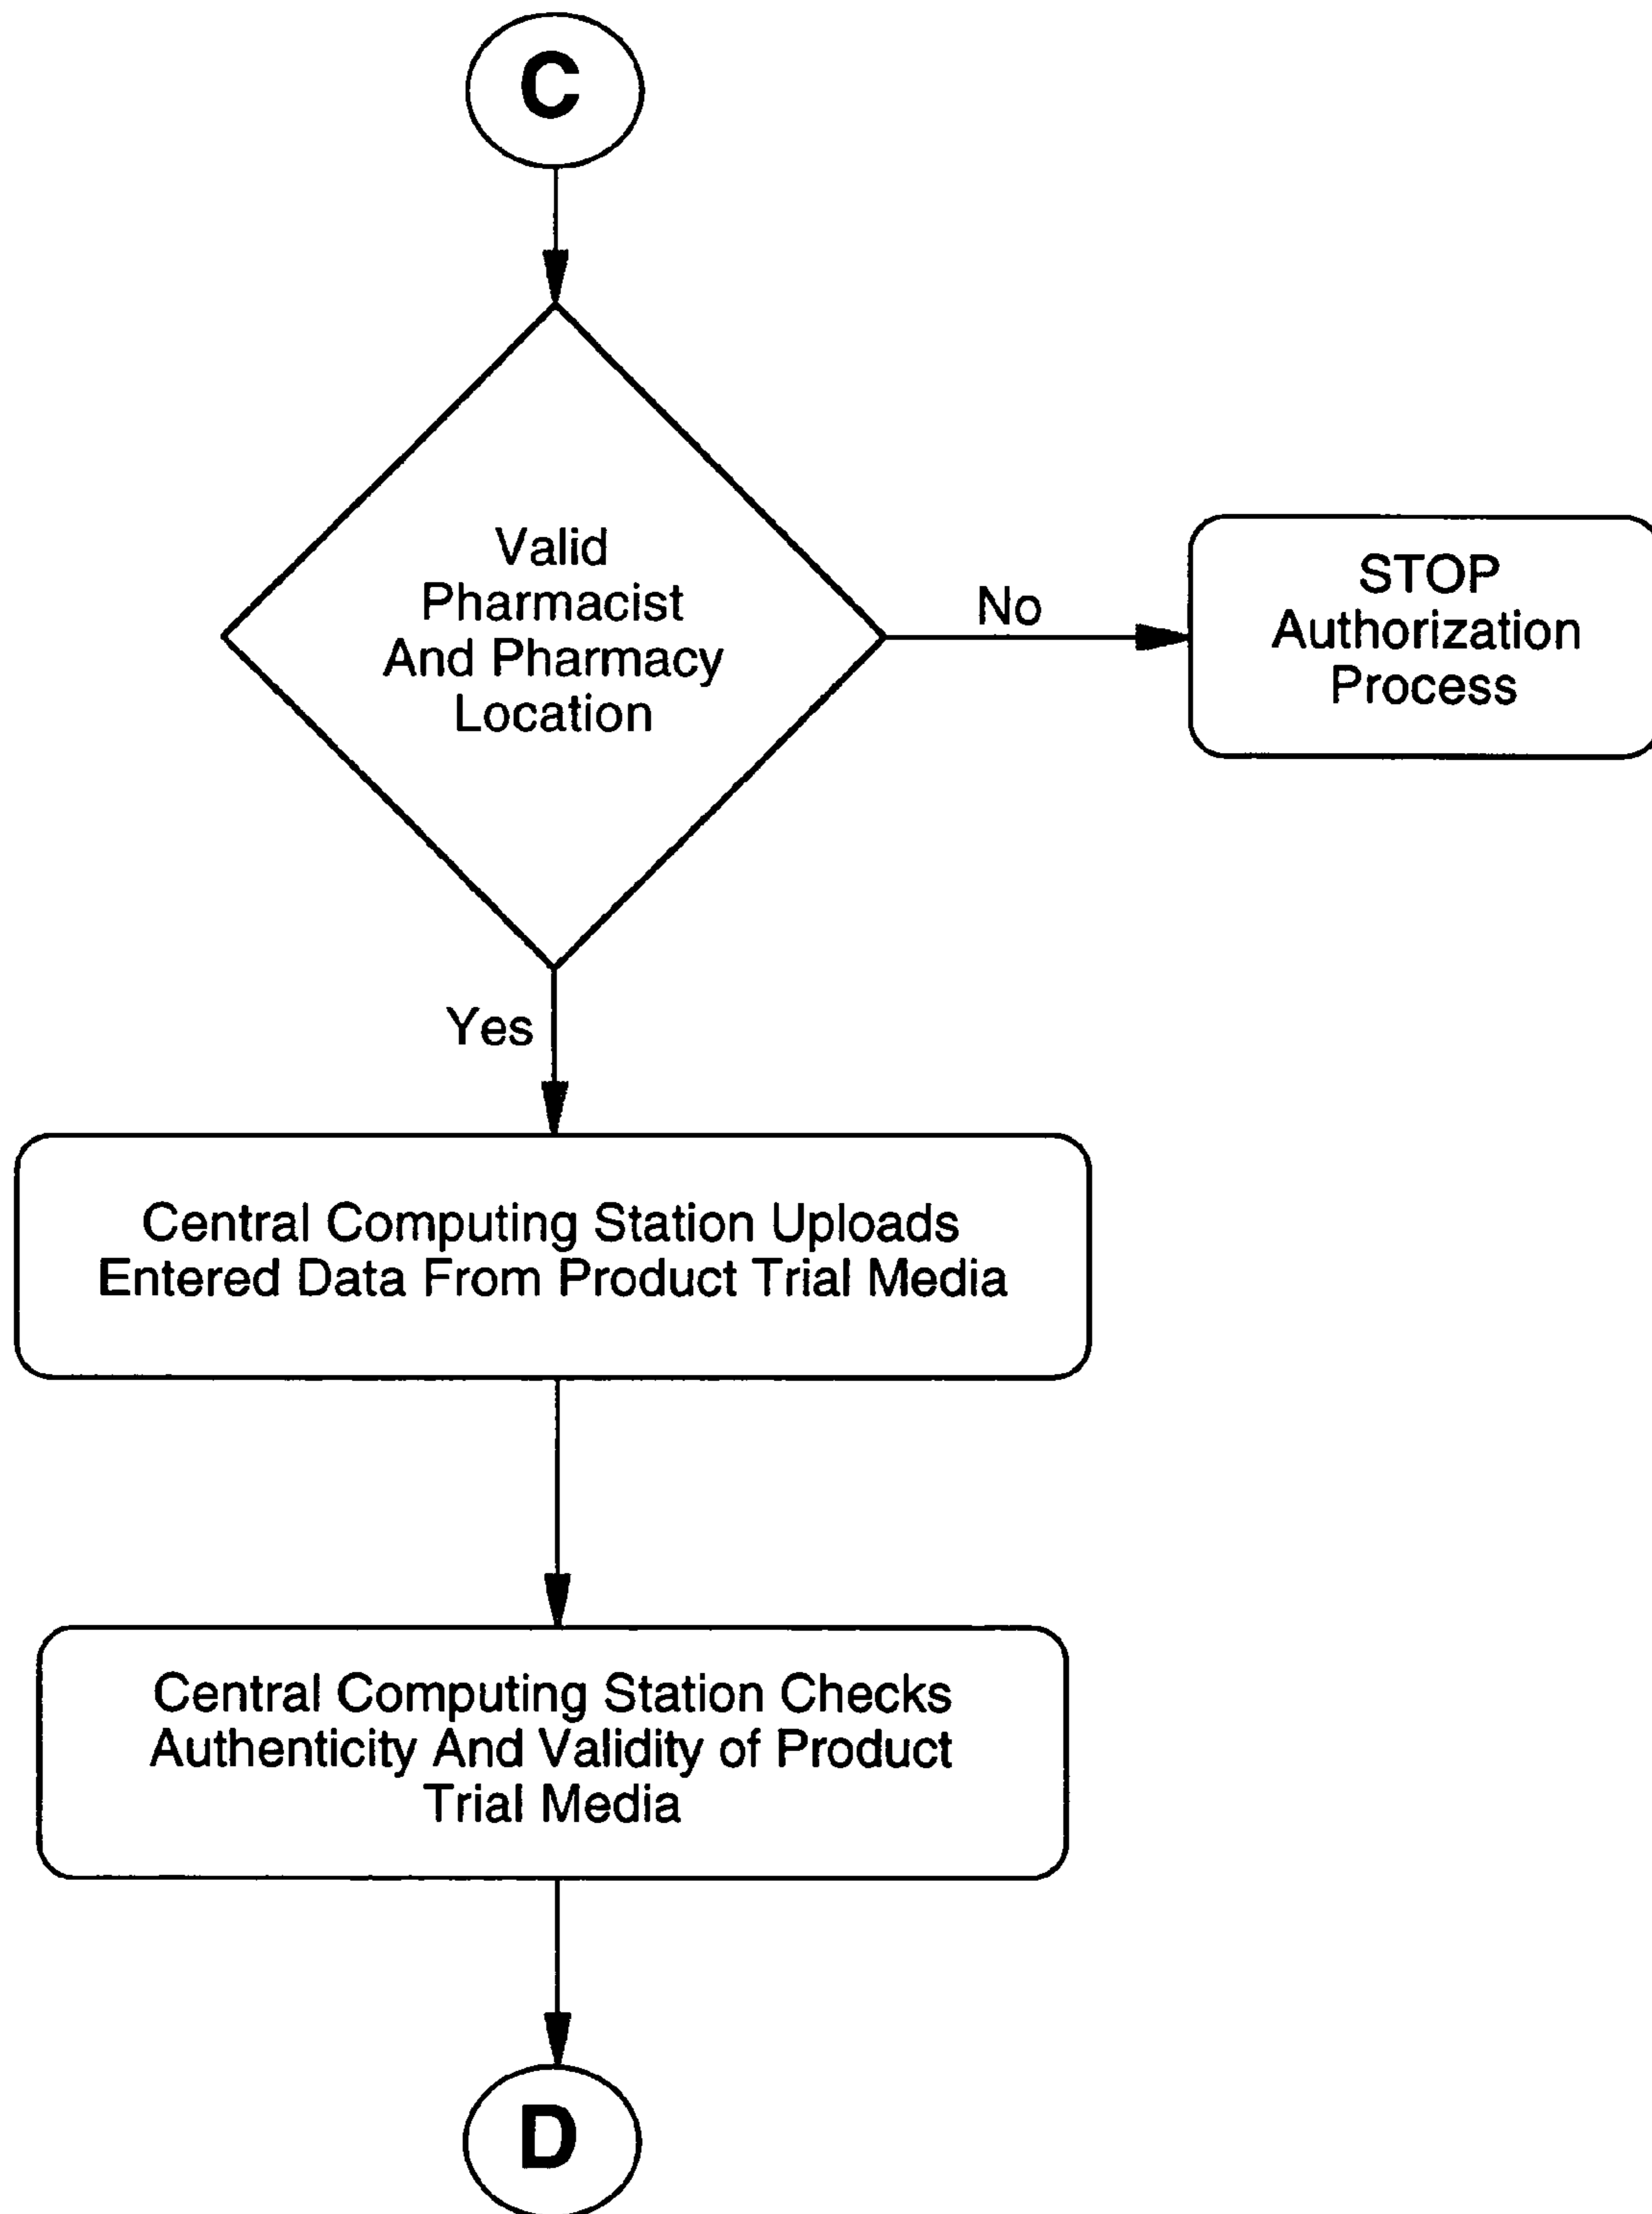 C
Valid
Pharmacist
And Pharmacy
Location
No
STOP
Authorization
Process
Yes
Central Computing Station Uploads
Entered Data From Product Trial Media
Central Computing Station Checks
Authenticity And Validity of Product
Trial Media
D